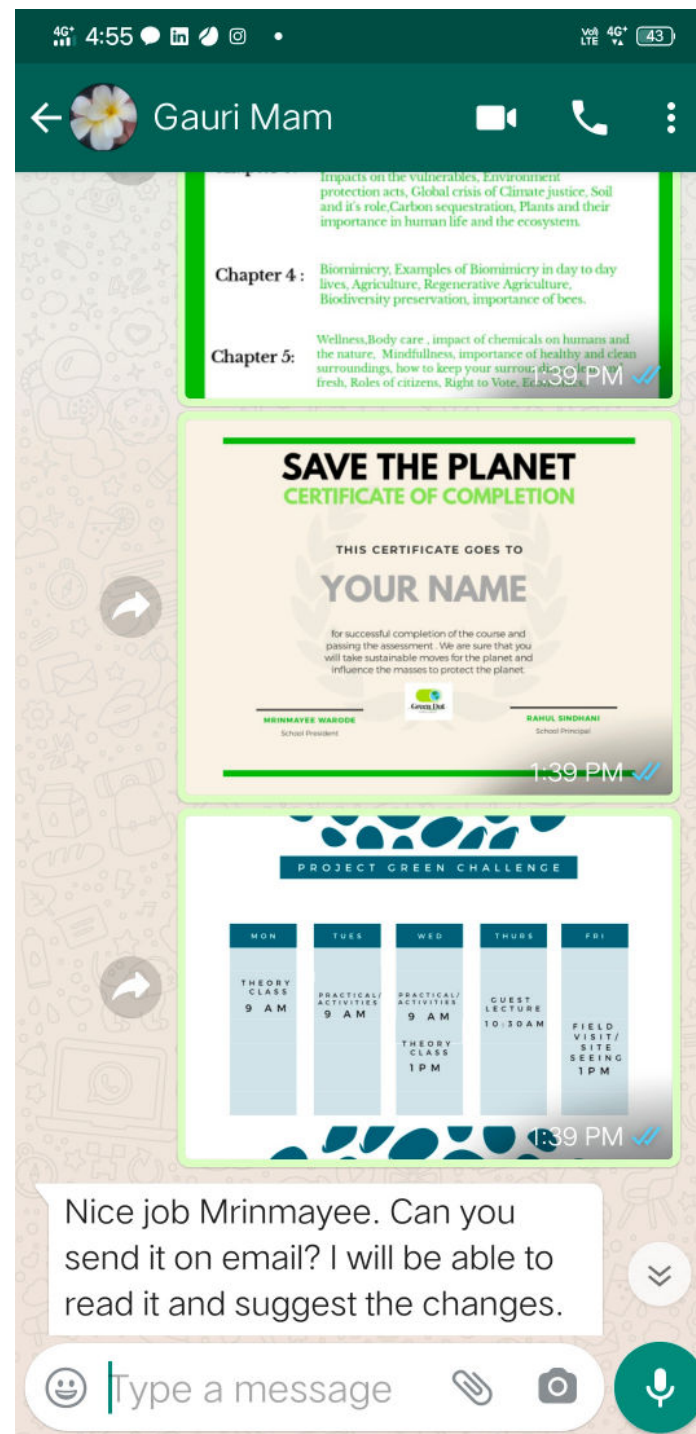 4G+ 4:55
Vo) LTE 4G+ 43
Gauri Mam
Impacts on the vulnerables, Environment
protection acts, Global crisis of Climate justice, Soil
and it's role,Carbon sequestration, Plants and their
importance in human life and the ecosystem.
Chapter 4 :
Biomimicry, Examples of Biomimicry in day to day
lives, Agriculture, Regenerative Agriculture,
Biodiversity preservation, importance of bees.
Chapter 5:
Wellness,Body care , impact of chemicals on humans and
the nature, Mindfullness, importance of healthy and clean
surroundings, how to keep your
fresh, Roles of citizens, Right to Vote,
1:39 PM
SAVE THE PLANET
CERTIFICATE OF COMPLETION
THIS CERTIFICATE GOES TO
YOUR NAME
for successful completion of the course and
passing the assessment . We are sure that you
will take sustainable moves for the planet and
influence the masses to protect the planet.
Green Dot
MRINMAYEE WARODE
School President
RAHUL SINDHANI
School Principal
1:39 PM
PROJECT GREEN CHALLENGE
MON TUES WED THURS FRI
THEORY
CLASS
9 AM
PRACTICAL/
ACTIVITIES
9 AM
PRACTICAL/
ACTIVITIES
9 AM
THEORY
CLASS
1PM
GUEST
LECTURE
10:30AM
FIELD
VISIT/
SITE
SEEING
1PM
1:39 PM
Nice job Mrinmayee. Can you
send it on email? I will be able to
read it and suggest the changes.
Type a message